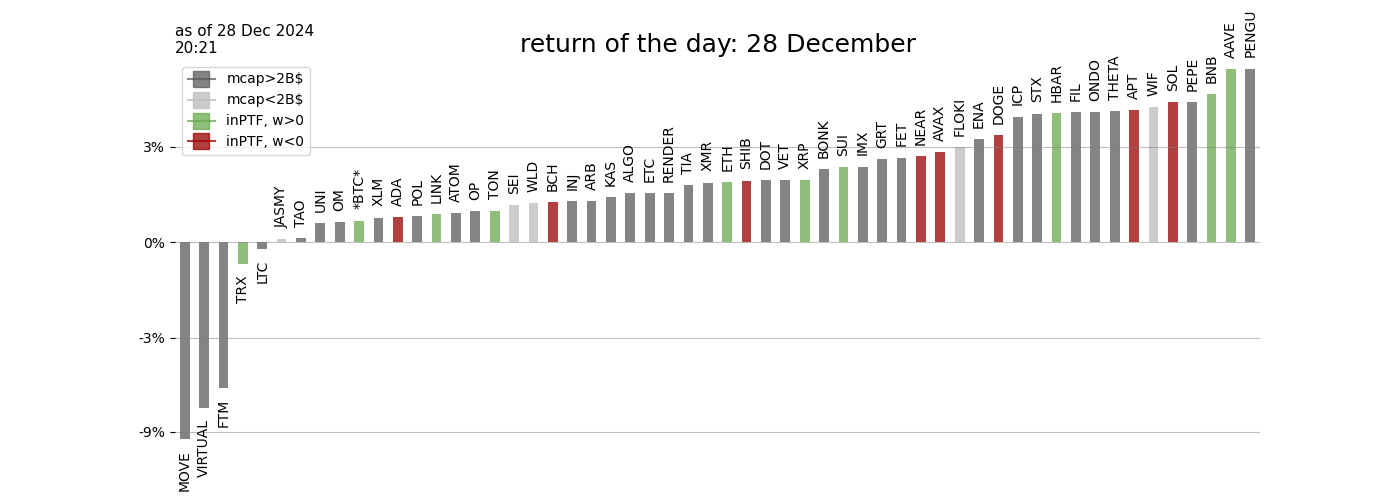 as of 28 Dec 2024
20:21
return of the day: 28 December
mcap>2B$
mcap<2B$
inPTF, w>0
inPTF, w<0
3%
0%
-3%
-9%
MOVE
VIRTUAL
FTM
TRX
LTC
JASMY
TAO
UNI
OM
*BTC*
XLM
ADA
POL
LINK
ATOM
OP
TON
SEI
WLD
BCH
INJ
ARB
KAS
ALGO
ETC
RENDER
TIA
XMR
ETH
SHIB
DOT
VET
XRP
BONK
SUI
IMX
GRT
FET
NEAR
AVAX
FLOKI
ENA
DOGE
ICP
STX
HBAR
FIL
ONDO
THETA
APT
WIF
SOL
PEPE
BNB
AAVE
PENGU